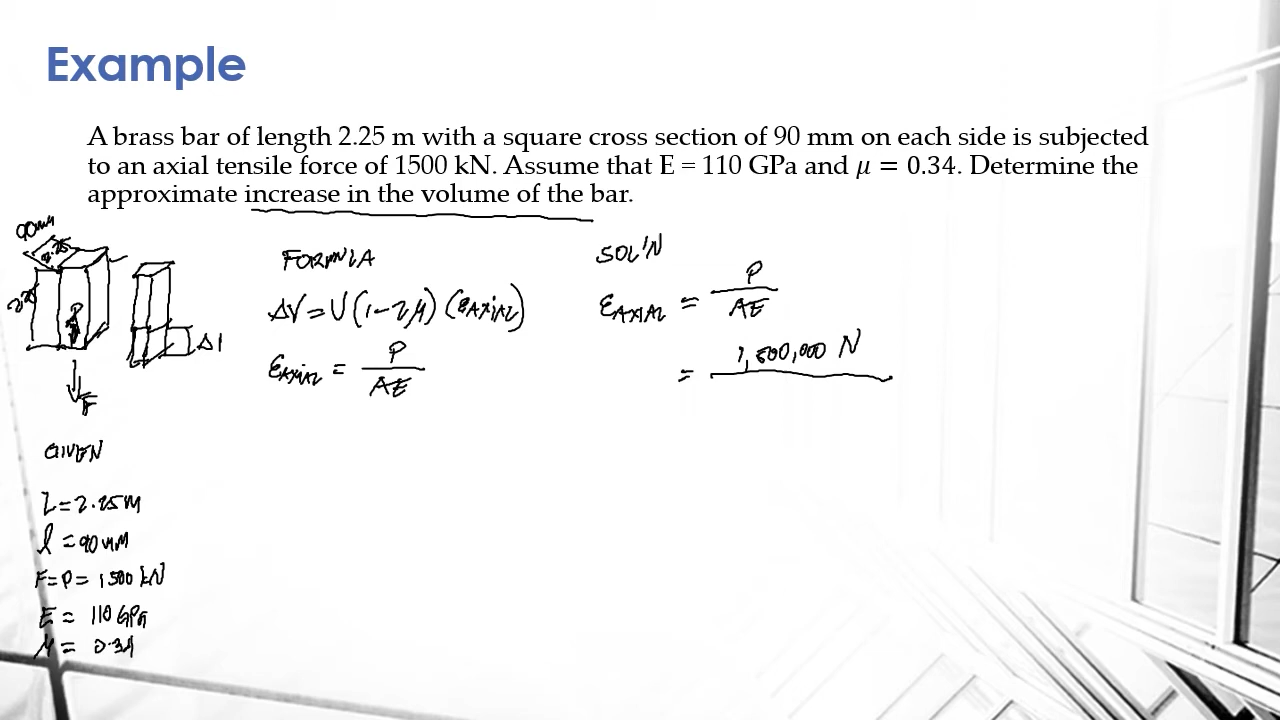 Example
A brass bar of length 2.25 m with a square cross section of 90 mm on each side is subjected
to an axial tensile force of 1500 kN. Assume that E = 110 GPa and μ = 0.34. Determine the
approximate increase in the volume of the bar.
90mm
2.25
P
F
Δl
GIVEN
L=2.25M
l =90MM
F=P= 1500 kN
E = 110 GPa
μ = 0.34
FORMULA
ΔV=V(1-2μ)(εAXIAL)
εAXIAL = P
AE
SOL'N
εAXIAL = P
AE
= 1,500,000 N